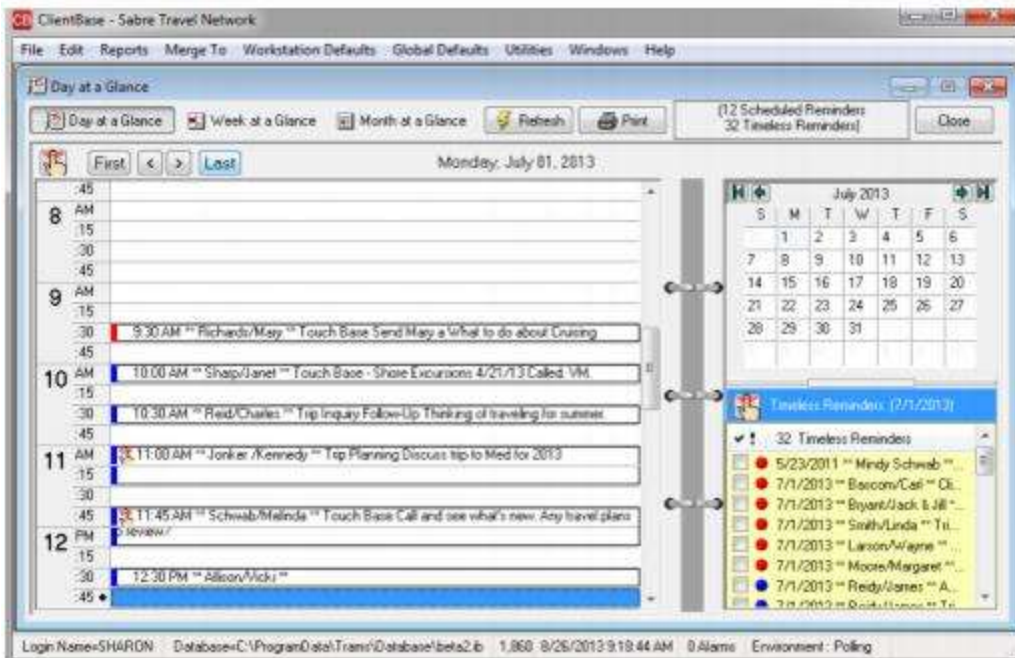 ClientBase - Sabre Travel Network
File Edit Reports Merge To Workstation Defaults Global Defaults Utilities Windows Help
Day at a Glance
Day at a Glance Week at a Glance Month at a Glance Refresh Print
(12 Scheduled Reminders
32 Timeless Reminders)
Close
First < > Last
Monday, July 01, 2013
:45
8 AM
:15
:30
:45
9 AM
:15
:30 9:30 AM ** Richards/Mary ** Touch Base Send Mary a What to do about Cruising
:45
10 AM 10:00 AM ** Sharp/Janet ** Touch Base - Shore Excursions 4/21/13 Called. VM.
:15
:30 10:30 AM ** Reid/Charles ** Trip Inquiry Follow-Up Thinking of traveling for summer
:45
11 AM 11:00 AM ** Jonker /Kennedy ** Trip Planning Discuss trip to Med for 2013
:15
:30
:45 11:45 AM ** Schwab/Melinda ** Touch Base Call and see what's new. Any travel plans
12 PM o review?
:15
:30 12:30 PM ** Allison/Vicki **
:45
July 2013
S M T W T F S
1 2 3 4 5 6
7 8 9 10 11 12 13
14 15 16 17 18 19 20
21 22 23 24 25 26 27
28 29 30 31
Timeless Reminders (7/1/2013)
! 32 Timeless Reminders
5/23/2011 ** Mindy Schwab **...
7/1/2013 ** Bascom/Carl ** Cli...
7/1/2013 ** Bryant/Jack & Jill *...
7/1/2013 ** Smith/Linda ** Tri...
7/1/2013 ** Larson/Wayne ** ...
7/1/2013 ** Moore/Margaret **...
7/1/2013 ** Reidy/James ** A...
7/1/2013 ** Reidy/James ** Tri...
Login Name=SHARON Database=C:\ProgramData\Trams\Database\beta2.ib 1,860 8/26/2013 9:19:44 AM 0 Alarms Environment : Polling